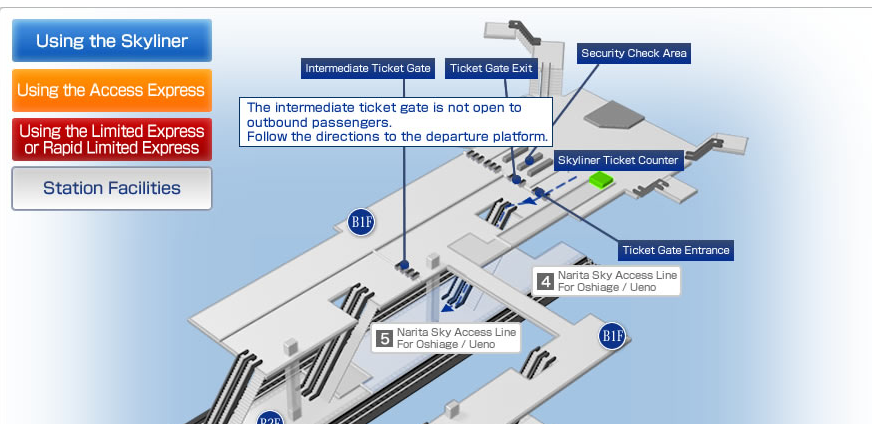 Using the Skyliner
Using the Access Express
Using the Limited Express
or Rapid Limited Express
Station Facilities
Security Check Area
Intermediate Ticket Gate
Ticket Gate Exit
The intermediate ticket gate is not open to
outbound passengers.
Follow the directions to the departure platform.
Skyliner Ticket Counter
B1F
Ticket Gate Entrance
4
Narita Sky Access Line
For Oshiage / Ueno
5
Narita Sky Access Line
For Oshiage / Ueno
B1F
B2F